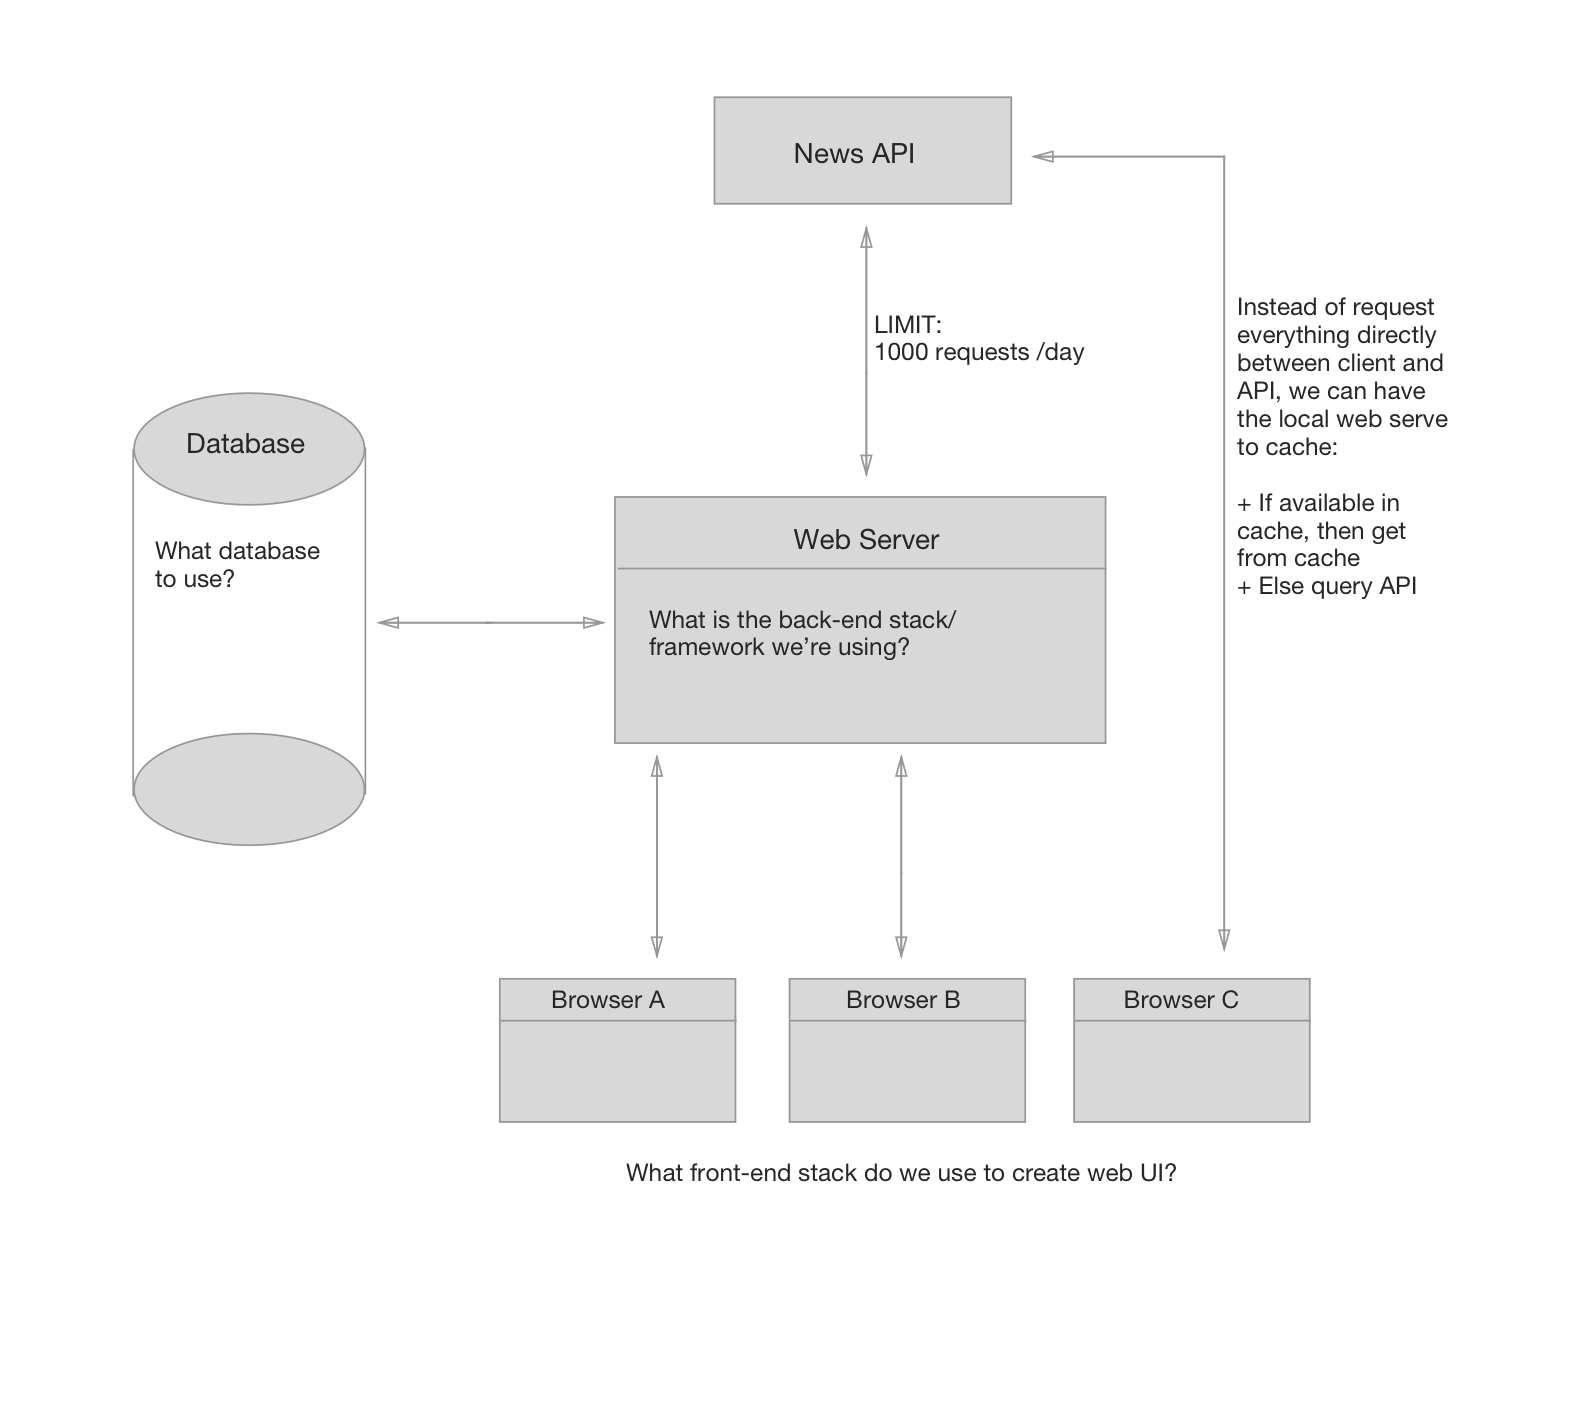 News API
LIMIT:
1000 requests /day
Instead of request
everything directly
between client and
API, we can have
the local web serve
to cache:
+ If available in
cache, then get
from cache
+ Else query API
Database
What database
to use?
Web Server
What is the back-end stack/
framework we’re using?
Browser A
Browser B
Browser C
What front-end stack do we use to create web UI?